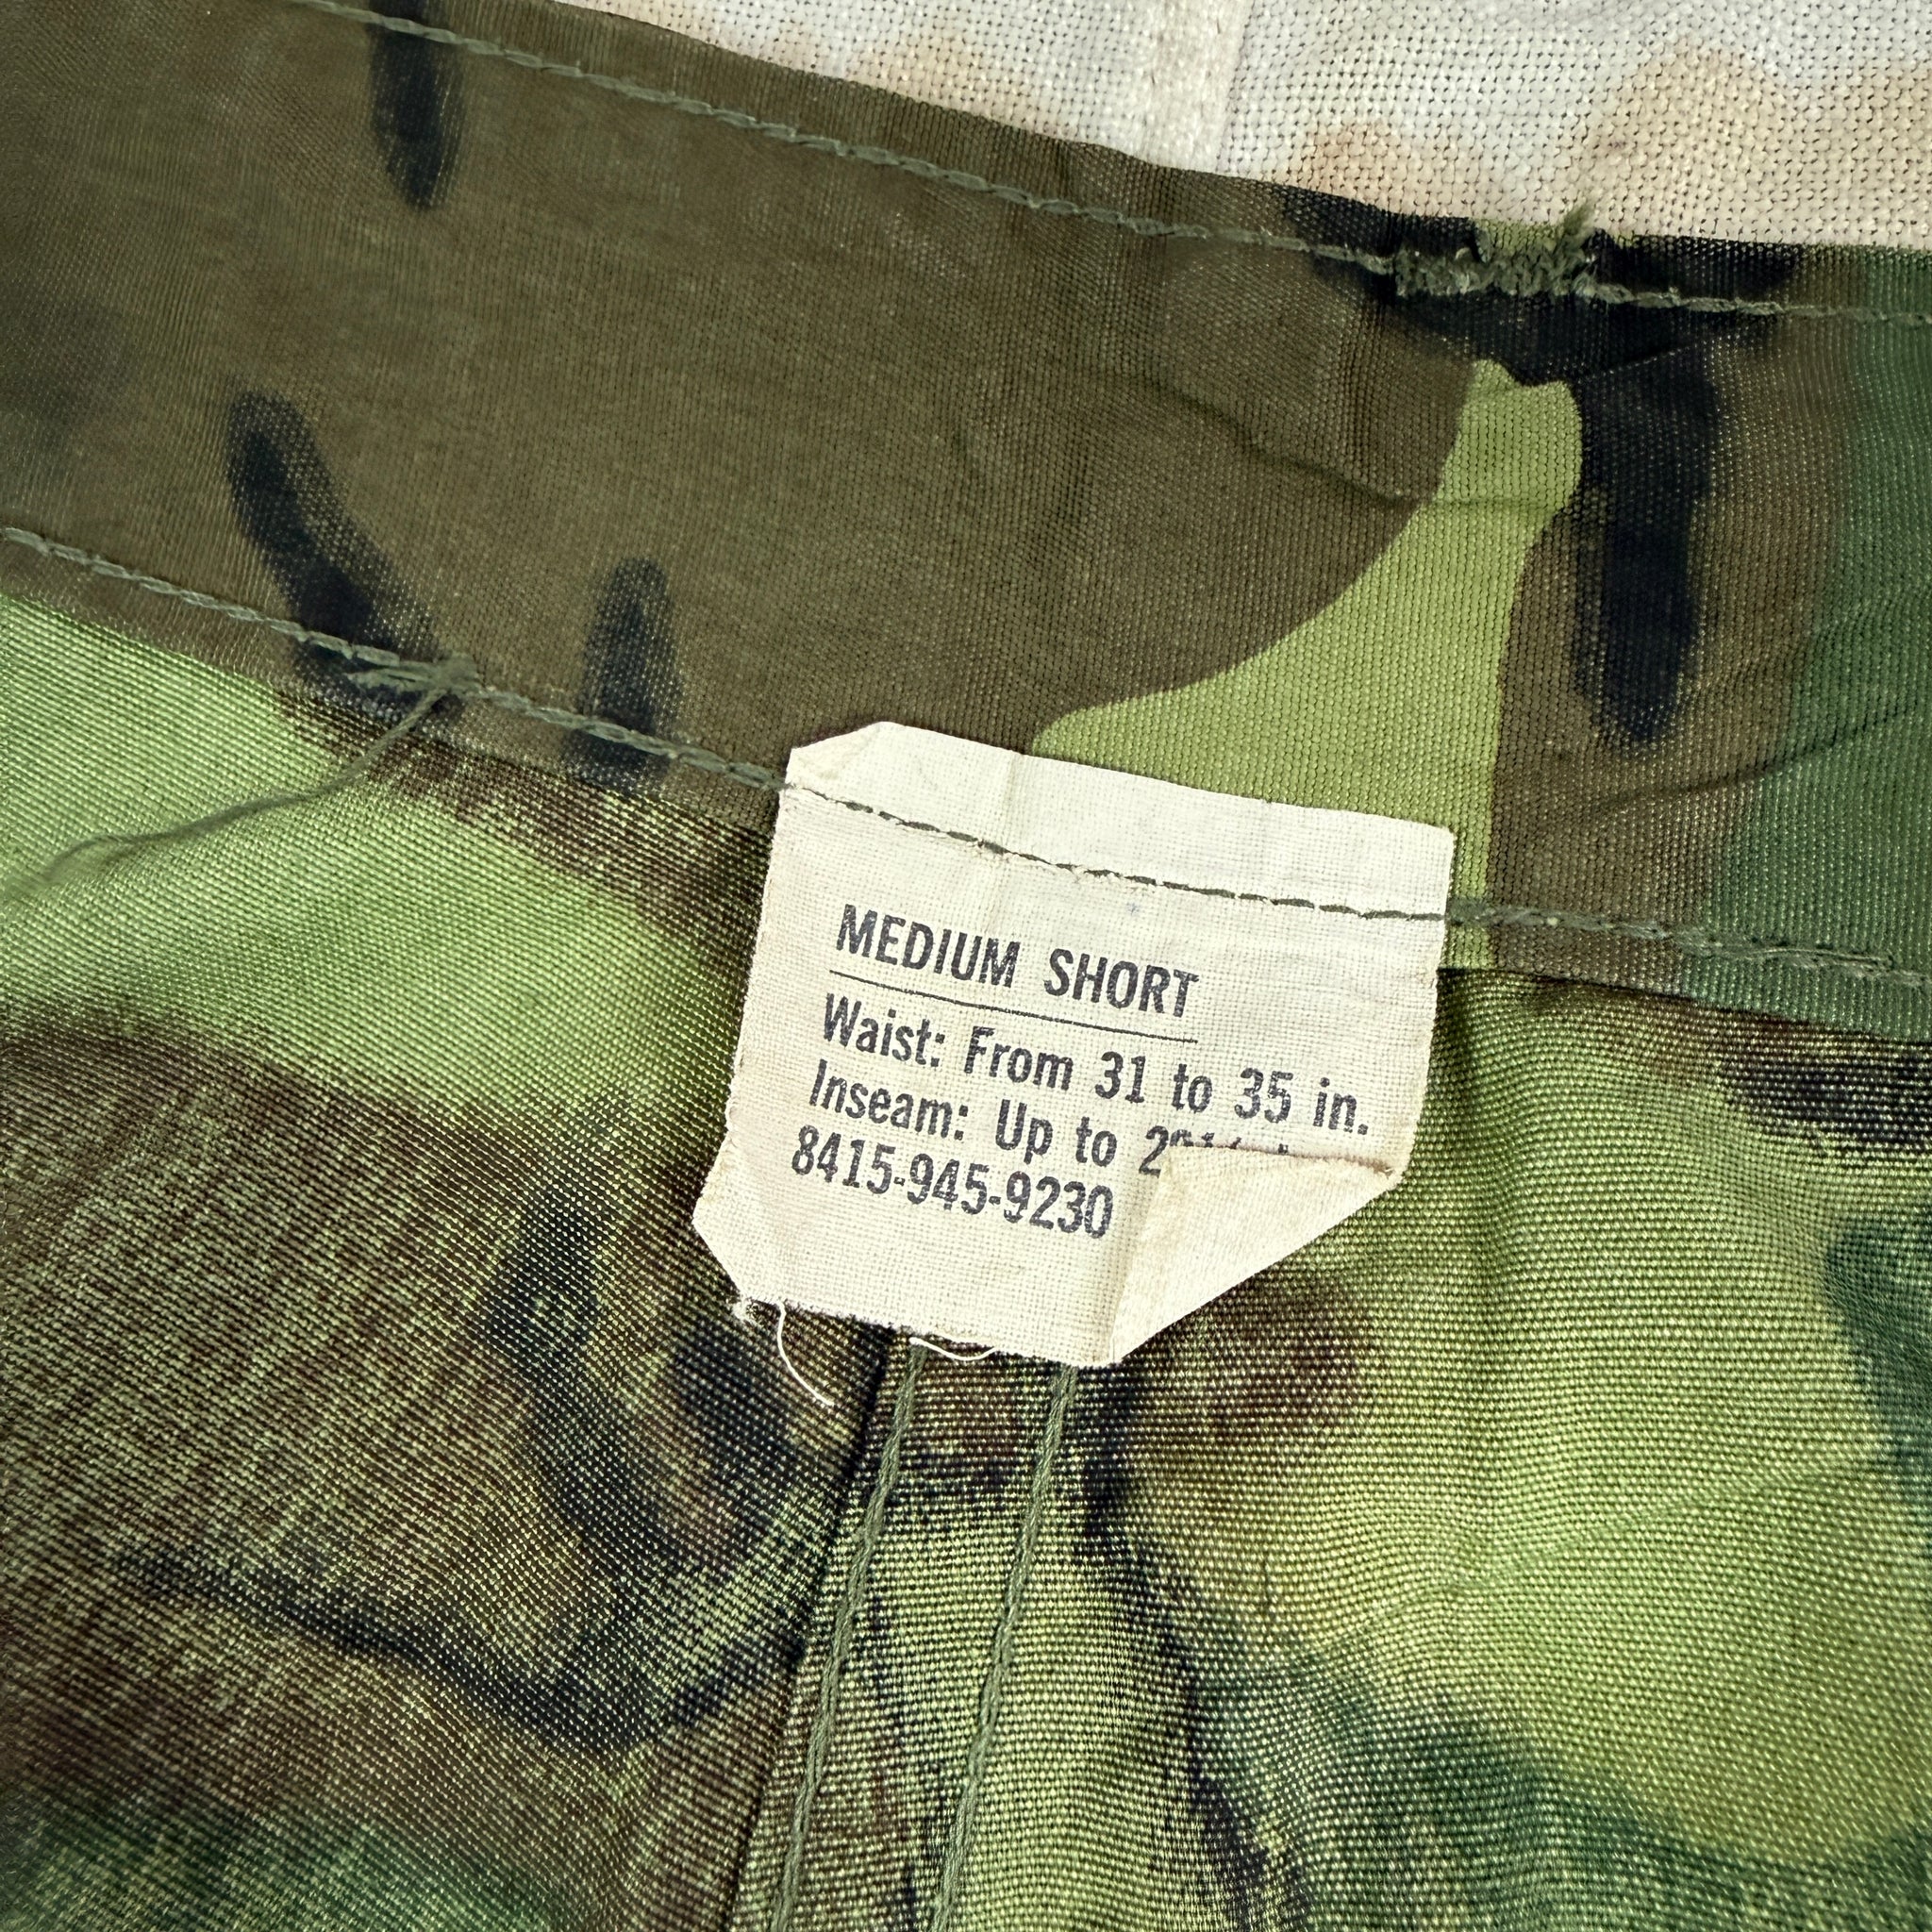 MEDIUM SHORT
Waist: From 31 to 35 in.
Inseam: Up to
8415-945-9230